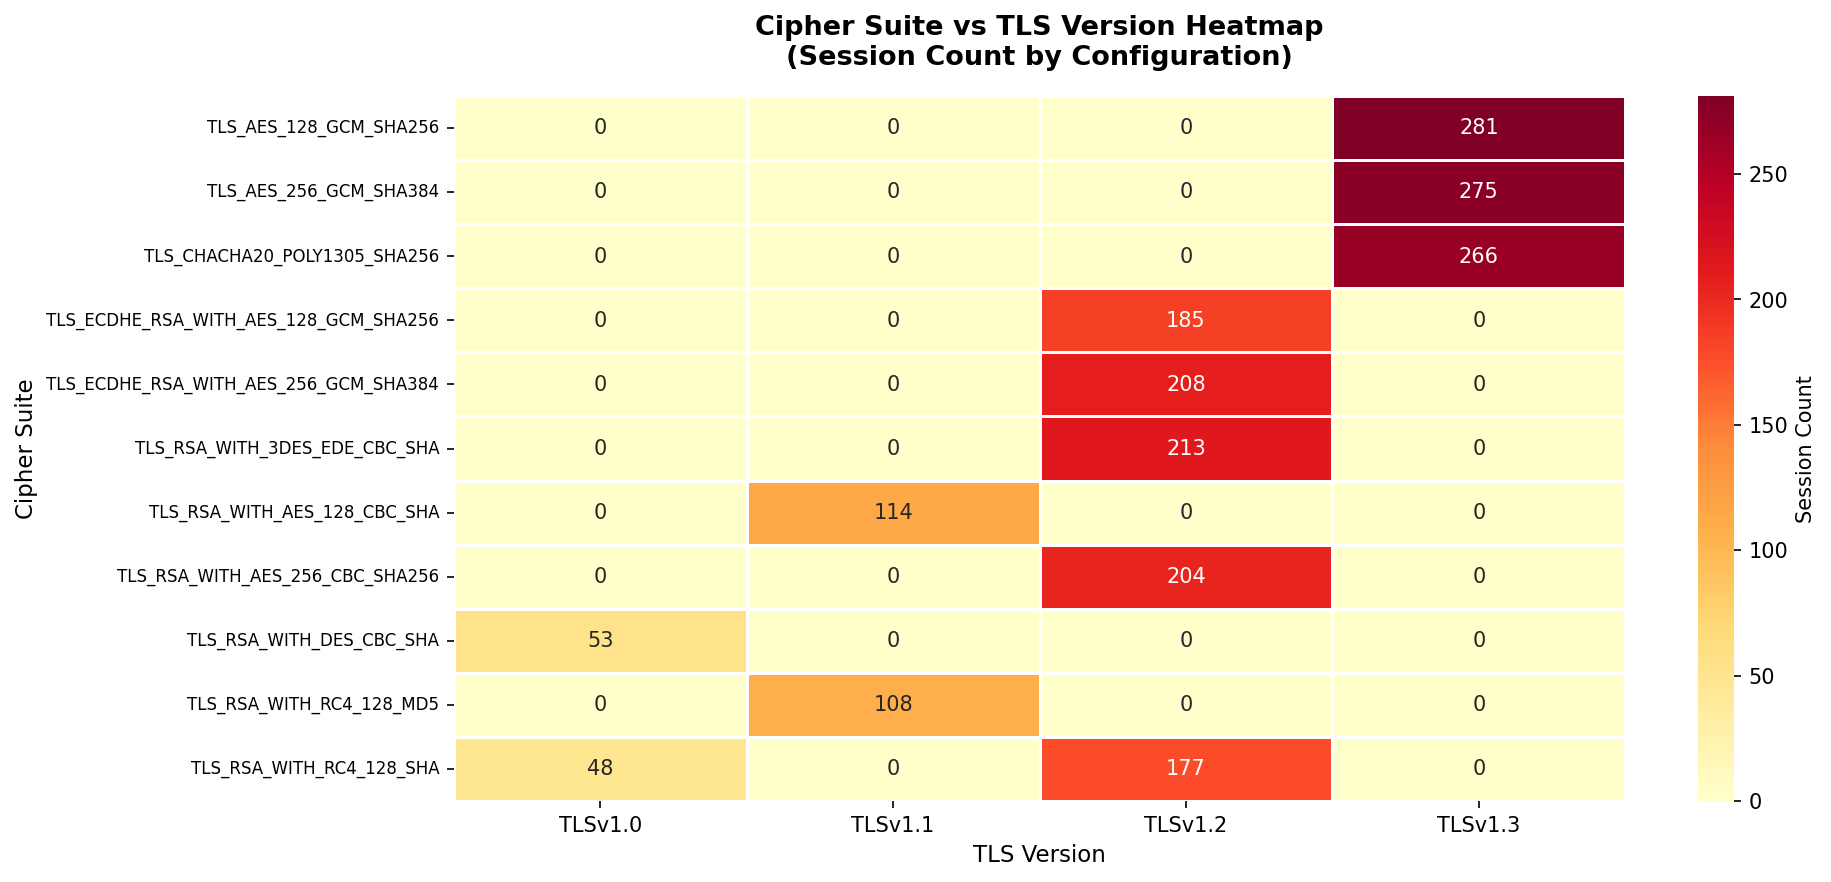 Cipher Suite vs TLS Version Heatmap
(Session Count by Configuration)
Cipher Suite
TLS_AES_128_GCM_SHA256 0 0 0 281
TLS_AES_256_GCM_SHA384 0 0 0 275
TLS_CHACHA20_POLY1305_SHA256 0 0 0 266
TLS_ECDHE_RSA_WITH_AES_128_GCM_SHA256 0 0 185 0
TLS_ECDHE_RSA_WITH_AES_256_GCM_SHA384 0 0 208 0
TLS_RSA_WITH_3DES_EDE_CBC_SHA 0 0 213 0
TLS_RSA_WITH_AES_128_CBC_SHA 0 114 0 0
TLS_RSA_WITH_AES_256_CBC_SHA256 0 0 204 0
TLS_RSA_WITH_DES_CBC_SHA 53 0 0 0
TLS_RSA_WITH_RC4_128_MD5 0 108 0 0
TLS_RSA_WITH_RC4_128_SHA 48 0 177 0
TLSv1.0 TLSv1.1 TLSv1.2 TLSv1.3
TLS Version
250
200
150
100
50
0
Session Count